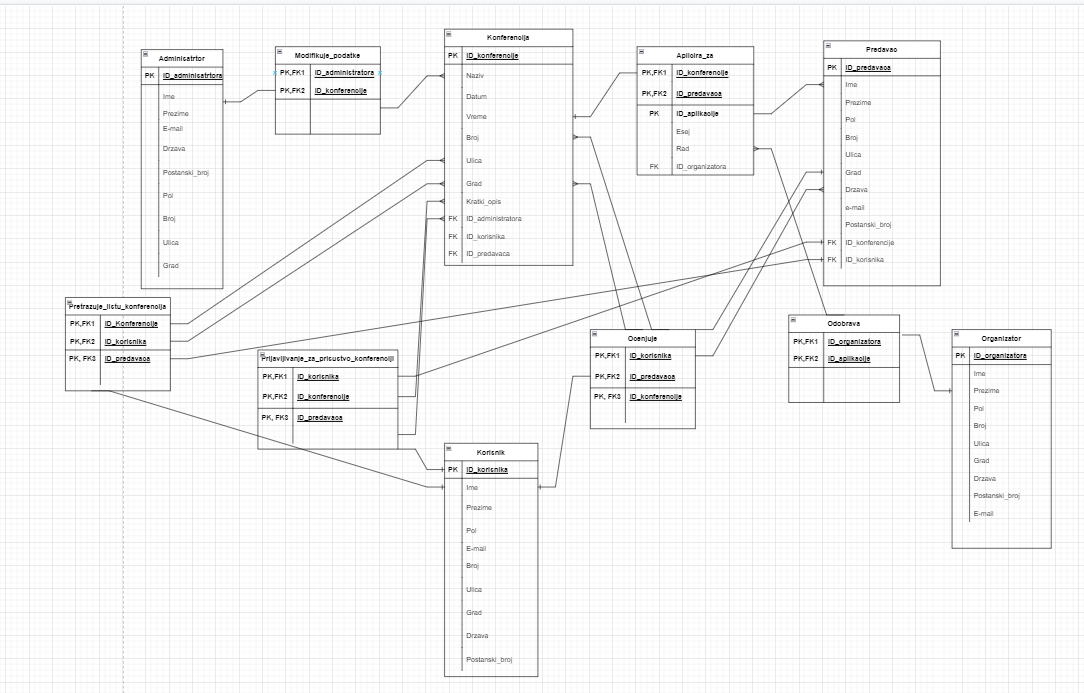 Adminisatrtor
PK ID_adminisatrtora
Ime
Prezime
E-mail
Drzava
Postanski_broj
Pol
Broj
Ulica
Grad
Modifikuje_podatke
PK,FK1 ID_administratora
PK,FK2 ID_konferencije
Konferencija
PK ID_konferencije
Naziv
Datum
Vreme
Broj
Ulica
Grad
Kratki_opis
FK ID_administratora
FK ID_korisnika
FK ID_predavaca
Aplicira_za
PK,FK1 ID_konferencije
PK,FK2 ID_predavaca
PK ID_aplikacije
Esej
Rad
FK ID_organizatora
Predavac
PK ID_predavaca
Ime
Prezime
Pol
Broj
Ulica
Grad
Drzava
e-mail
Postanski_broj
FK ID_konferencije
FK ID_korisnika
Pretrazuje_listu_konferencija
PK,FK1 ID_Konferencije
PK,FK2 ID_korisnika
PK, FK3 ID_predavaca
Prijavljivanje_za_prisustvo_konferenciji
PK,FK1 ID_korisnika
PK,FK2 ID_konferencije
PK, FK3 ID_predavaca
Ocenjuje
PK,FK1 ID_korisnika
PK,FK2 ID_predavaca
PK, FK3 ID_konferencije
Odobrava
PK,FK1 ID_organizatora
PK,FK2 ID_aplikacije
Organizator
PK ID_organizatora
Ime
Prezime
Pol
Broj
Ulica
Grad
Drzava
Postanski_broj
E-mail
Korisnik
PK ID_korisnika
Ime
Prezime
Pol
E-mail
Broj
Ulica
Grad
Drzava
Postanski_broj